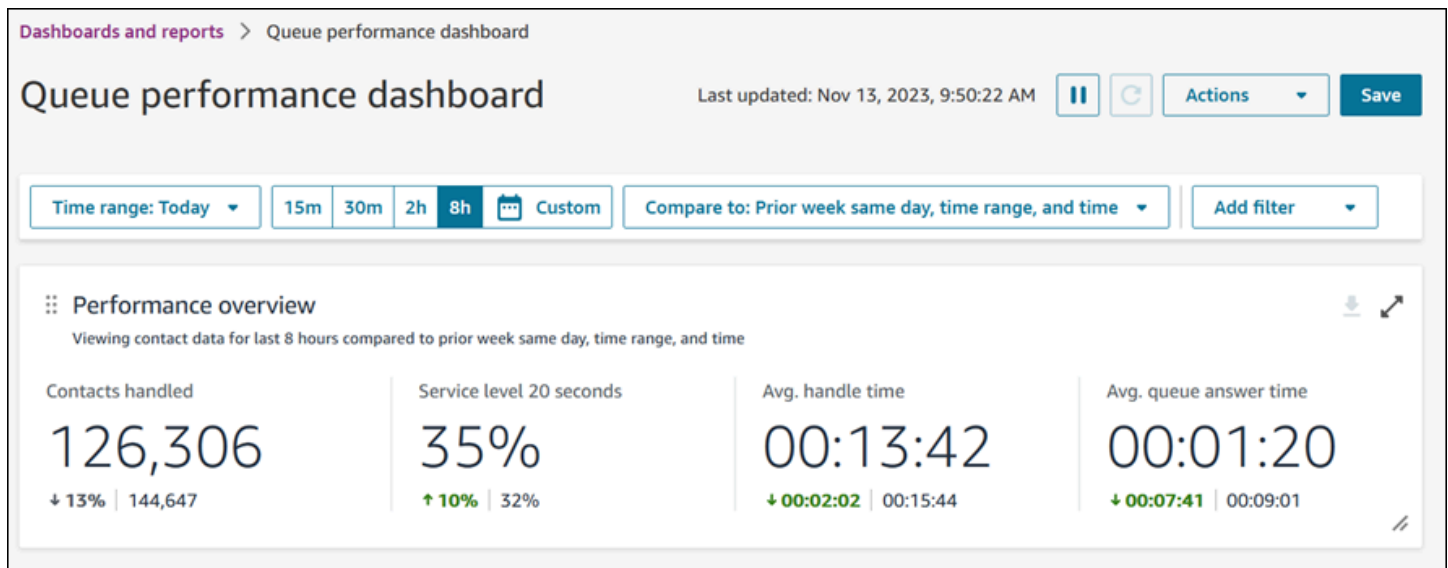 Dashboards and reports > Queue performance dashboard
Queue performance dashboard
Last updated: Nov 13, 2023, 9:50:22 AM
Actions
Save
Time range: Today
15m
30m
2h
8h
Custom
Compare to: Prior week same day, time range, and time
Add filter
Performance overview
Viewing contact data for last 8 hours compared to prior week same day, time range, and time
Contacts handled
126,306
↓ 13% | 144,647
Service level 20 seconds
35%
↑ 10% | 32%
Avg. handle time
00:13:42
↓ 00:02:02 | 00:15:44
Avg. queue answer time
00:01:20
↓ 00:07:41 | 00:09:01